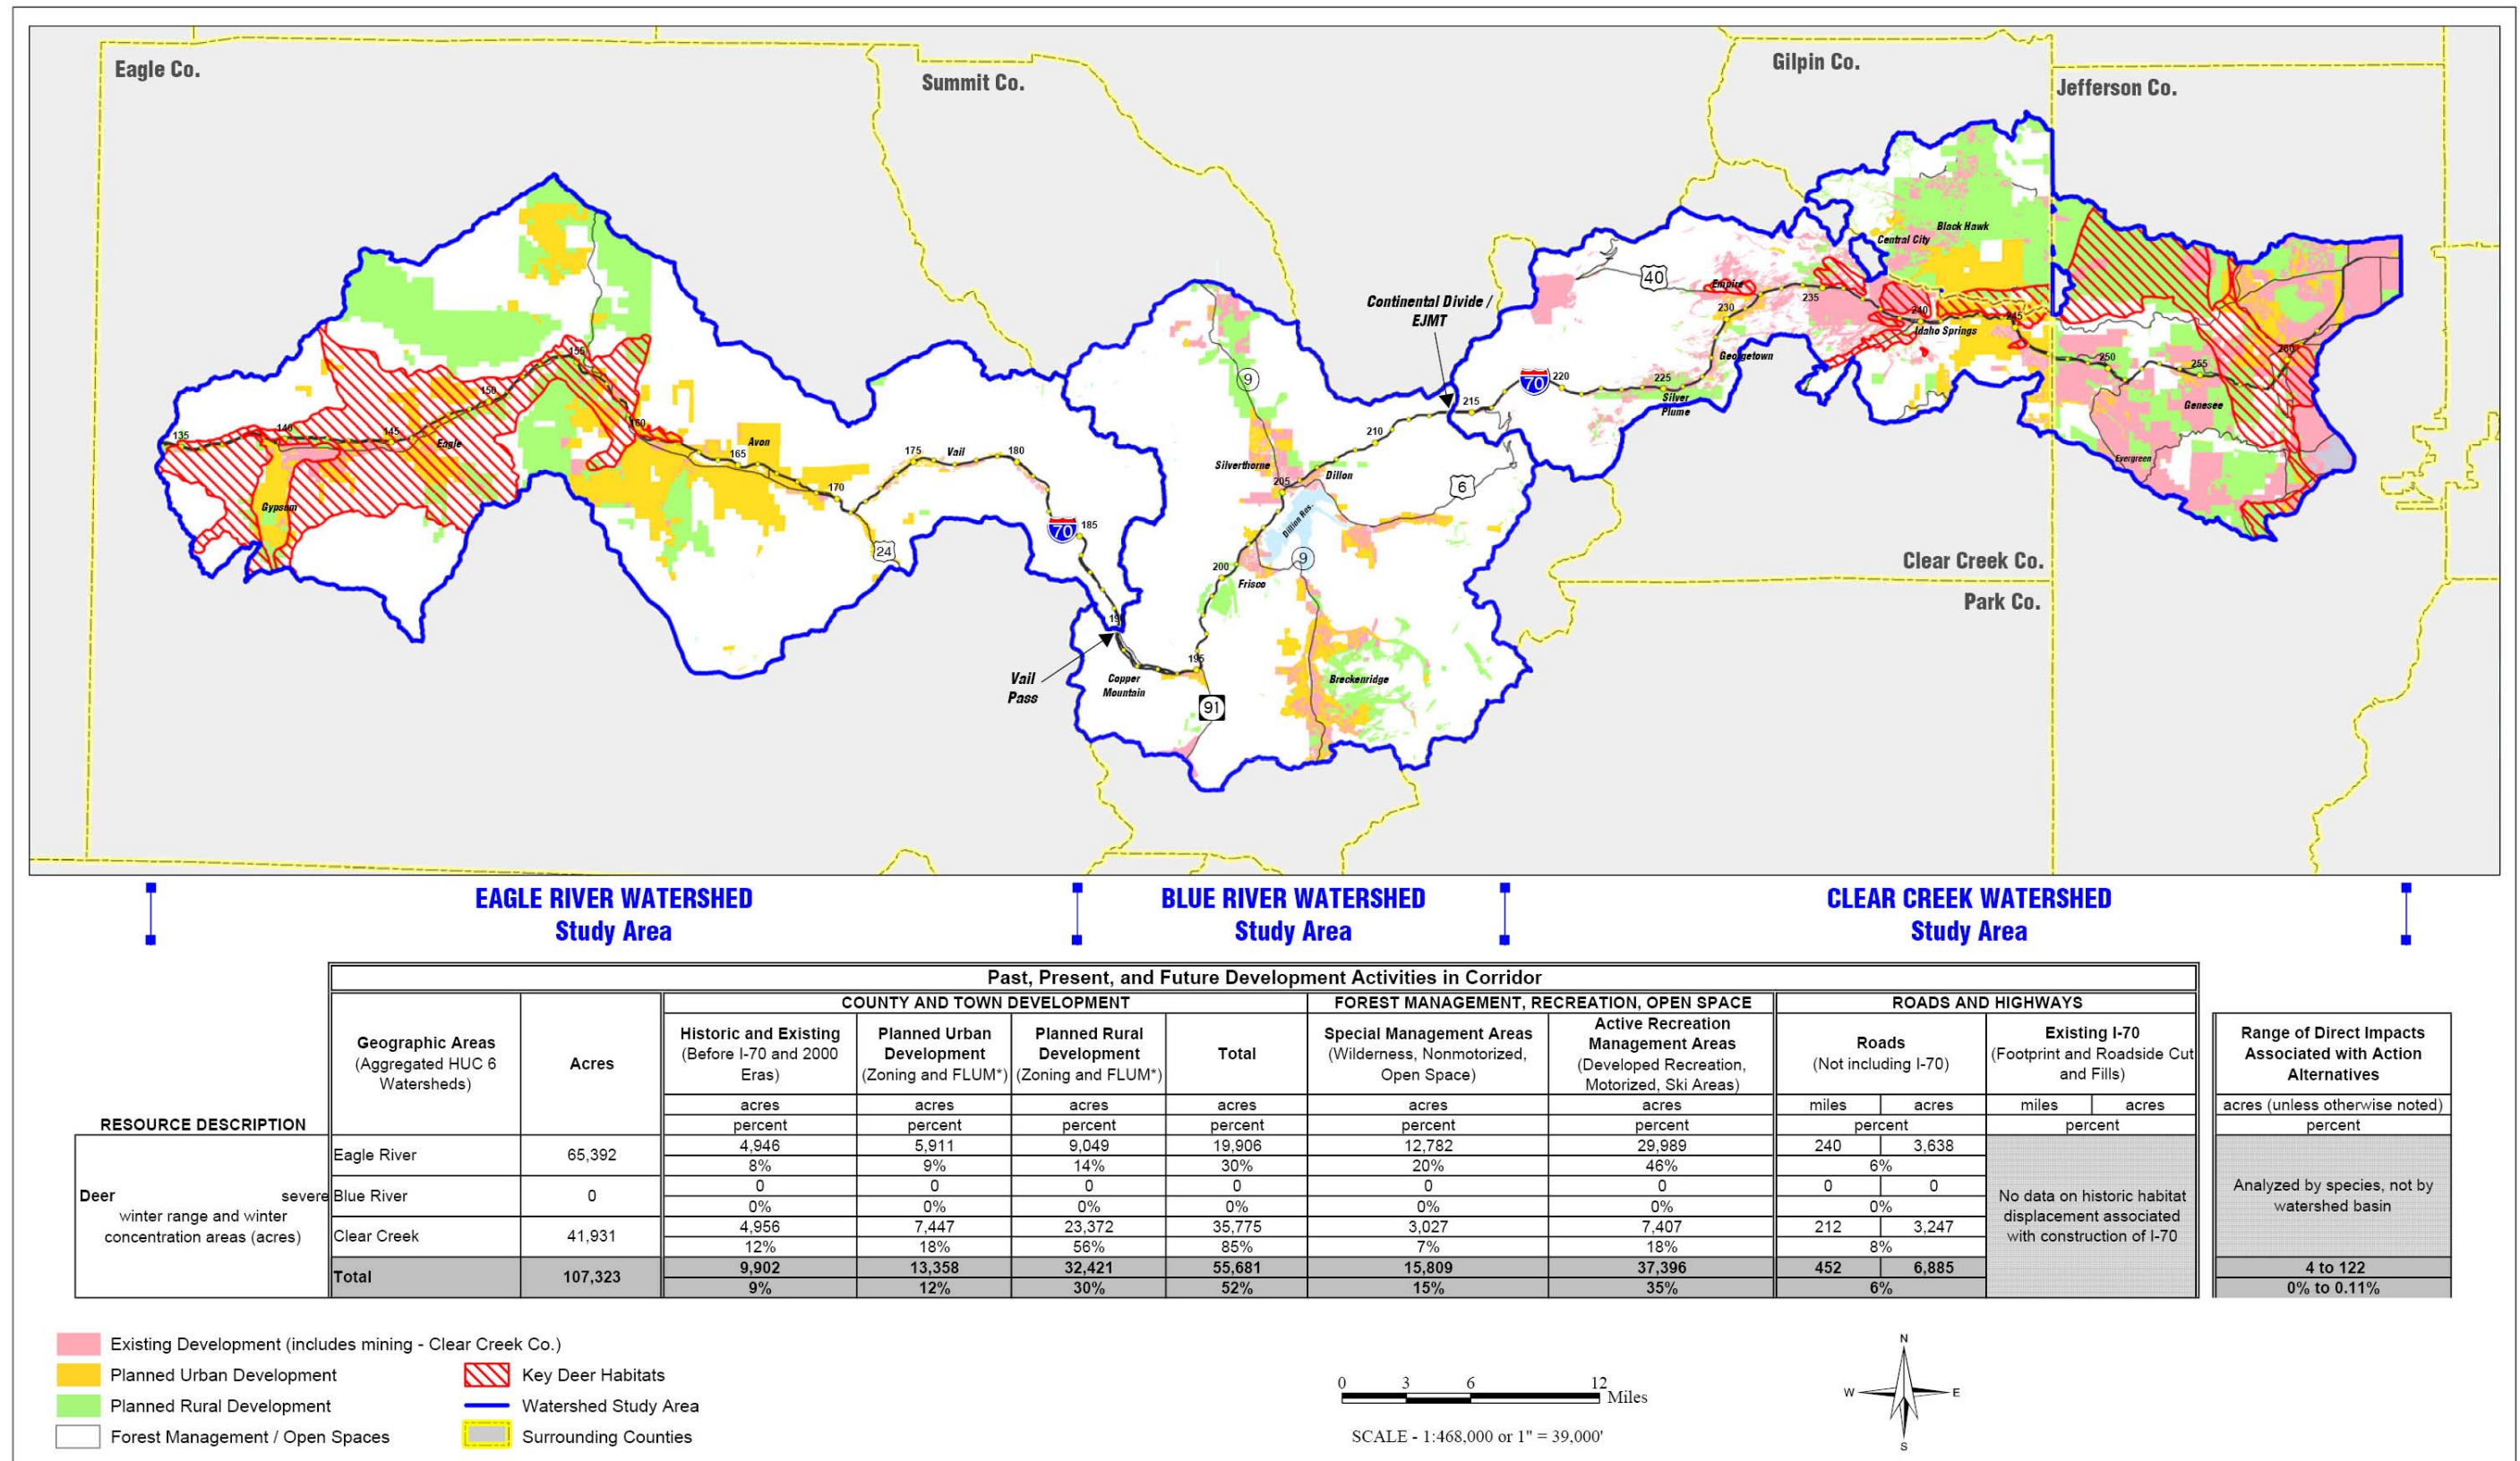 Eagle Co.
Summit Co.
Gilpin Co.
Jefferson Co.
Black Hawk
Central City
40
Continental Divide /
EJMT
Empire
235
230
240
Idaho Springs
245
Georgetown
250
255
260
Genesee
Evergreen
70
220
225
Silver
Plume
215
210
9
155
150
160
135
140
145
Eagle
Avon
165
175
Vail
180
170
Gypsum
24
70
185
Silverthorne
Dillon
205
6
Dillon Res.
9
200
Frisco
Clear Creek Co.
Park Co.
195
Vail
Pass
Copper
Mountain
91
Breckenridge
EAGLE RIVER WATERSHED
Study Area
BLUE RIVER WATERSHED
Study Area
CLEAR CREEK WATERSHED
Study Area
Past, Present, and Future Development Activities in Corridor
COUNTY AND TOWN DEVELOPMENT
FOREST MANAGEMENT, RECREATION, OPEN SPACE
ROADS AND HIGHWAYS
RESOURCE DESCRIPTION
Geographic Areas
(Aggregated HUC 6
Watersheds)
Acres
Historic and Existing
(Before I-70 and 2000
Eras)
Planned Urban
Development
(Zoning and FLUM*)
Planned Rural
Development
(Zoning and FLUM*)
Total
Special Management Areas
(Wilderness, Nonmotorized,
Open Space)
Active Recreation
Management Areas
(Developed Recreation,
Motorized, Ski Areas)
Roads
(Not including I-70)
Existing I-70
(Footprint and Roadside Cut
and Fills)
Range of Direct Impacts
Associated with Action
Alternatives
acres acres acres acres acres acres miles acres miles acres acres (unless otherwise noted)
percent percent percent percent percent percent percent percent percent
Deer severe
winter range and winter
concentration areas (acres)
Eagle River 65,392 4,946 5,911 9,049 19,906 12,782 29,989 240 3,638
8% 9% 14% 30% 20% 46% 6%
Blue River 0 0 0 0 0 0 0 0 0
0% 0% 0% 0% 0% 0% 0%
Clear Creek 41,931 4,956 7,447 23,372 35,775 3,027 7,407 212 3,247
12% 18% 56% 85% 7% 18% 8%
No data on historic habitat
displacement associated
with construction of I-70
Analyzed by species, not by
watershed basin
Total 107,323 9,902 13,358 32,421 55,681 15,809 37,396 452 6,885 4 to 122
9% 12% 30% 52% 15% 35% 6% 0% to 0.11%
Existing Development (includes mining - Clear Creek Co.)
Planned Urban Development
Planned Rural Development
Forest Management / Open Spaces
Key Deer Habitats
Watershed Study Area
Surrounding Counties
0 3 6 12
Miles
SCALE - 1:468,000 or 1" = 39,000'
N
W E
S